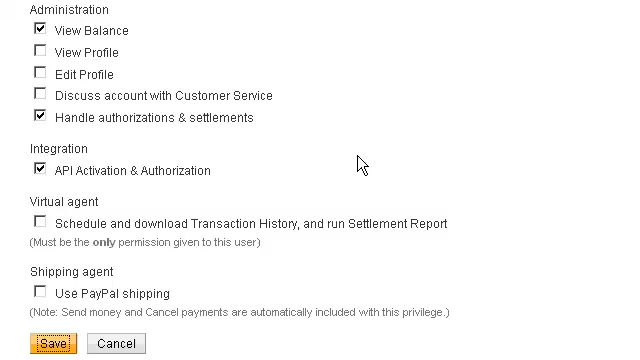 Administration
View Balance
View Profile
Edit Profile
Discuss account with Customer Service
Handle authorizations & settlements
Integration
API Activation & Authorization
Virtual agent
Schedule and download Transaction History, and run Settlement Report
(Must be the only permission given to this user)
Shipping agent
Use PayPal shipping
(Note: Send money and Cancel payments are automatically included with this privilege.)
Save Cancel